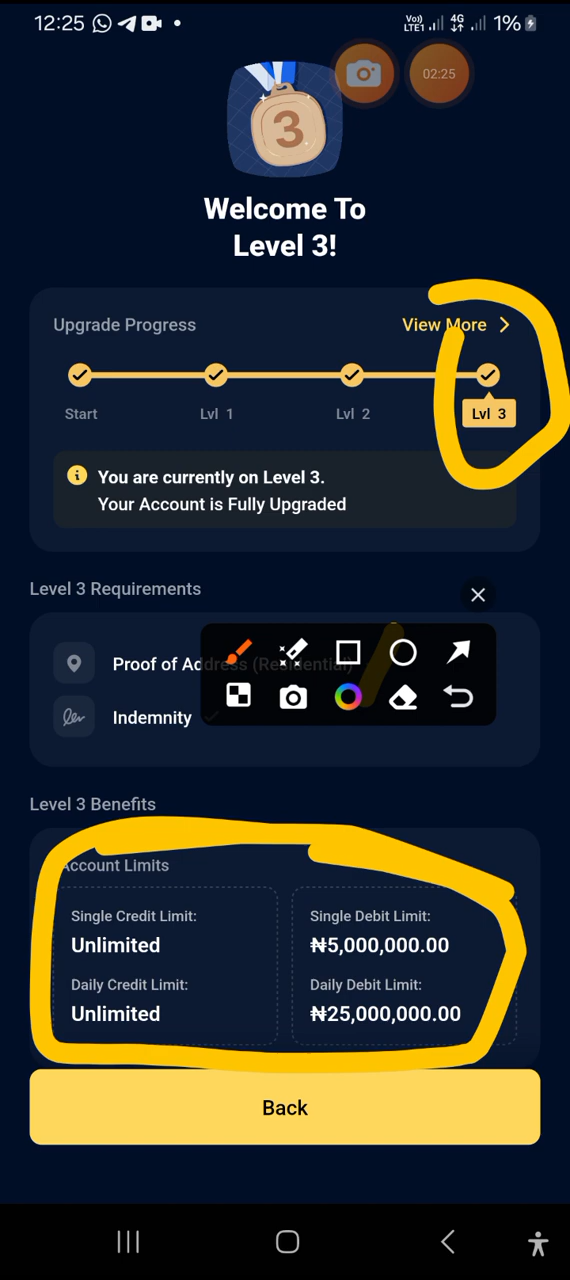 12:25
Vo))
LTE1
4G
1%
02:25
3
Welcome To
Level 3!
Upgrade Progress
View More
Start
Lvl 1
Lvl 2
Lvl 3
You are currently on Level 3.
Your Account is Fully Upgraded
Level 3 Requirements
Proof of Address (Residential)
Indemnity
Level 3 Benefits
Account Limits
Single Credit Limit:
Unlimited
Daily Credit Limit:
Unlimited
Single Debit Limit:
₦5,000,000.00
Daily Debit Limit:
₦25,000,000.00
Back